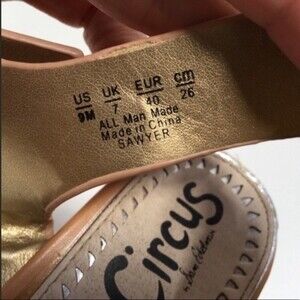 US UK EUR cm
9M 7 40 26
ALL Man Made
Made in China
SAWYER
Circus
by Sam Edelman